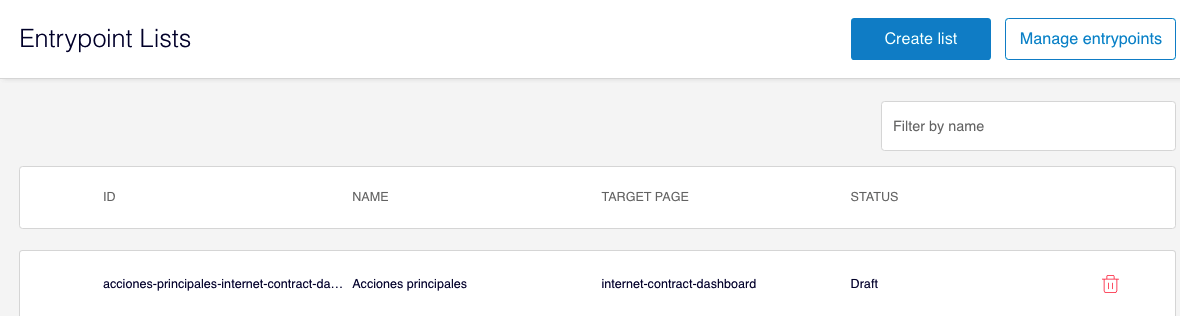 Entrypoint Lists
Create list
Manage entrypoints
Filter by name
ID NAME TARGET PAGE STATUS
acciones-principales-internet-contract-da... Acciones principales internet-contract-dashboard Draft